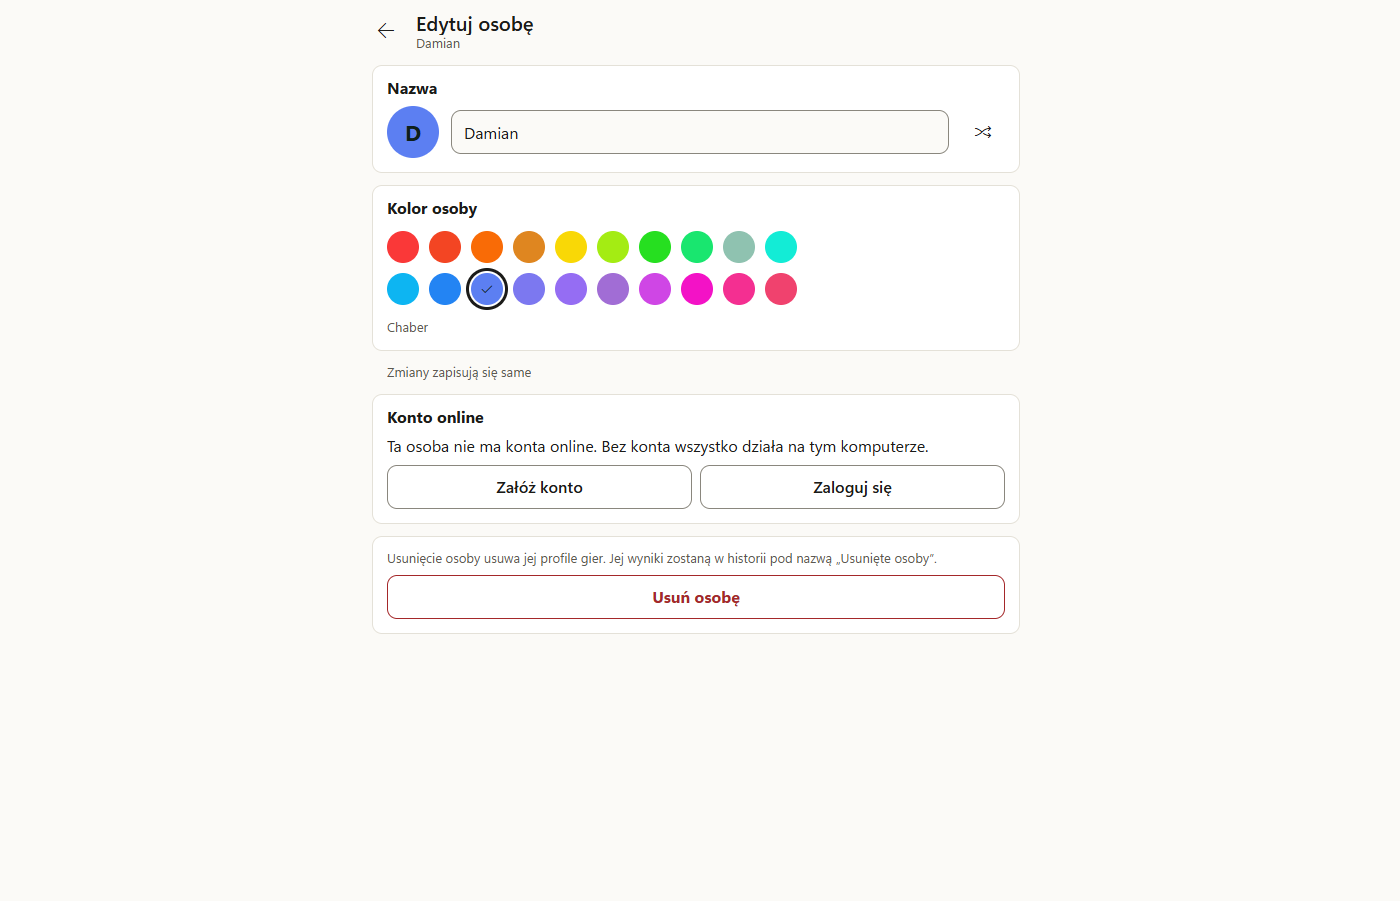 Edytuj osobę
Damian
Nazwa
D
Damian
Kolor osoby
Chaber
Zmiany zapisują się same
Konto online
Ta osoba nie ma konta online. Bez konta wszystko działa na tym komputerze.
Załóż konto
Zaloguj się
Usunięcie osoby usuwa jej profile gier. Jej wyniki zostaną w historii pod nazwą „Usunięte osoby”.
Usuń osobę